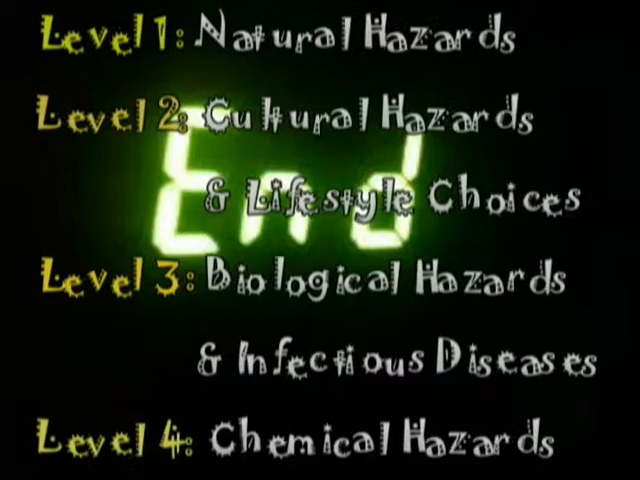 Level 1: Natural Hazards
Level 2: Cultural Hazards
& Lifestyle Choices
End
Level 3: Biological Hazards
& Infectious Diseases
Level 4: Chemical Hazards